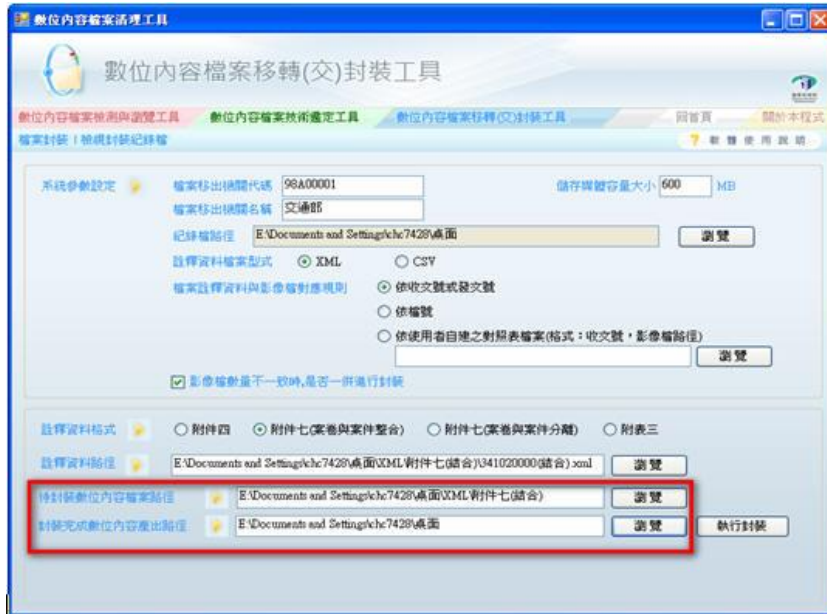 數位內容檔案清理工具
數位內容檔案移轉(交)封裝工具
數位內容檔案檢測與瀏覽工具 數位內容檔案技術鑑定工具 數位內容檔案移轉(交)封裝工具 回首頁 關於本程式
檔案封裝 | 檢視封裝紀錄檔 ? 軟體使用說明
系統參數設定 檔案移出機關代碼 98A00001 儲存媒體容量大小 600 MB
檔案移出機關名稱 交通部
紀錄檔路徑 E:\Documents and Settings\chc7428\桌面 瀏覽
詮釋資料檔案型式 XML CSV
檔案詮釋資料與影像檔對應規則 依收文號或發文號
依檔號
依使用者自建之對照表檔案(格式:收文號,影像檔路徑)
瀏覽
影像檔數量不一致時,是否一併進行封裝
詮釋資料格式 附件四 附件七(案卷與案件整合) 附件七(案卷與案件分離) 附表三
詮釋資料路徑 E:\Documents and Settings\chc7428\桌面\XML\附件七(結合)\341020000(結合).xml 瀏覽
待封裝數位內容檔案路徑 E:\Documents and Settings\chc7428\桌面\XML\附件七(結合) 瀏覽
封裝完成數位內容產出路徑 E:\Documents and Settings\chc7428\桌面 瀏覽 執行封裝